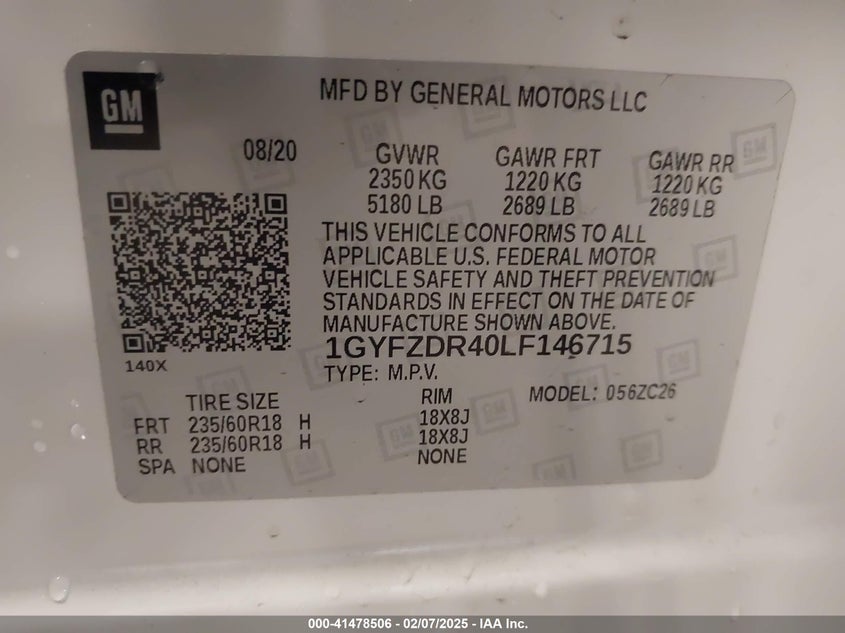 GM
MFD BY GENERAL MOTORS LLC
08/20
GVWR
2350 KG
5180 LB
GAWR FRT
1220 KG
2689 LB
GAWR RR
1220 KG
2689 LB
THIS VEHICLE CONFORMS TO ALL
APPLICABLE U.S. FEDERAL MOTOR
VEHICLE SAFETY AND THEFT PREVENTION
STANDARDS IN EFFECT ON THE DATE OF
MANUFACTURE SHOWN ABOVE.
1GYFZDR40LF146715
TYPE: M.P.V.
140X
MODEL: 056ZC26
TIRE SIZE RIM
FRT 235/60R18 H 18X8J
RR 235/60R18 H 18X8J
SPA NONE NONE
000-41478506 - 02/07/2025 - IAA Inc.